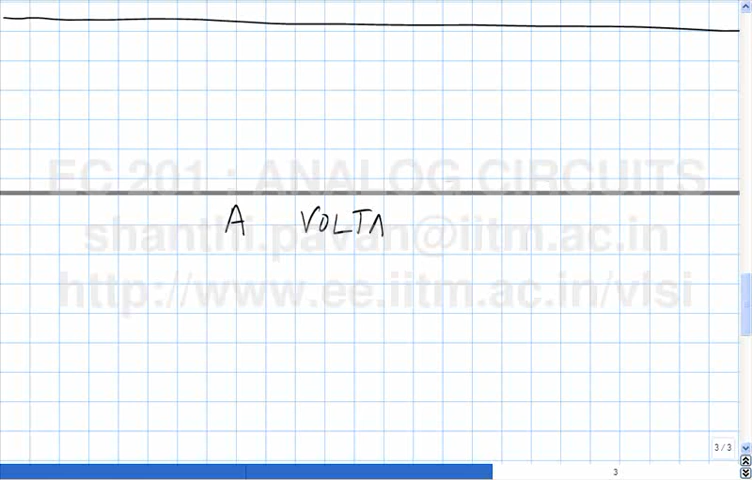 EC 201 : ANALOG CIRCUITS
A VOLTA
shanthi.pavan@iitm.ac.in
http://www.ee.iitm.ac.in/vlsi
3 / 3
3